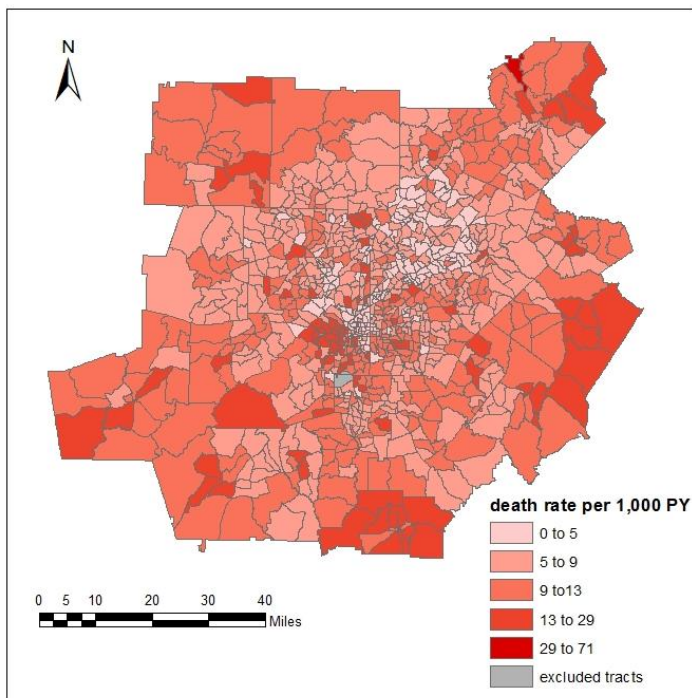 N
death rate per 1,000 PY
0 to 5
5 to 9
9 to13
13 to 29
29 to 71
excluded tracts
0 5 10 20 30 40
Miles